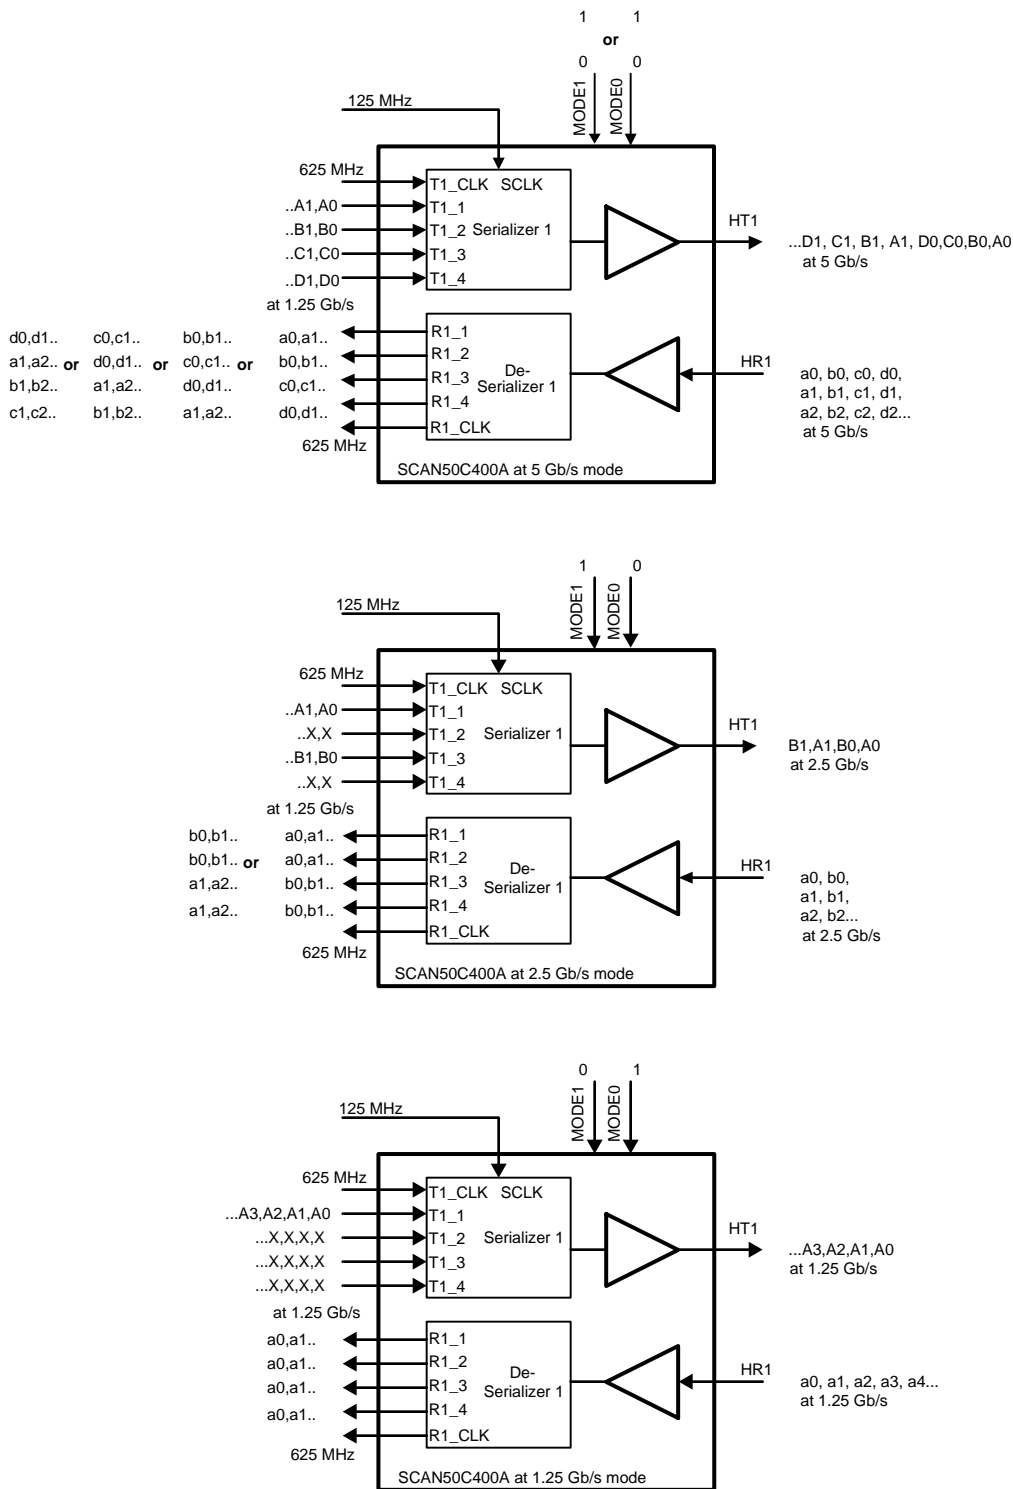 1 1
or
0 0
MODE1 MODE0
125 MHz
625 MHz T1_CLK SCLK
..A1,A0 T1_1 HT1
..B1,B0 T1_2 Serializer 1 ...D1, C1, B1, A1, D0,C0,B0,A0
..C1,C0 T1_3 at 5 Gb/s
..D1,D0 T1_4
at 1.25 Gb/s
d0,d1.. c0,c1.. b0,b1.. a0,a1.. R1_1
a1,a2.. or d0,d1.. or c0,c1.. or b0,b1.. R1_2 De- HR1
b1,b2.. a1,a2.. d0,d1.. c0,c1.. R1_3 Serializer 1 a0, b0, c0, d0,
c1,c2.. b1,b2.. a1,a2.. d0,d1.. R1_4 a1, b1, c1, d1,
625 MHz R1_CLK a2, b2, c2, d2...
at 5 Gb/s
SCAN50C400A at 5 Gb/s mode
1 0
MODE1 MODE0
125 MHz
625 MHz T1_CLK SCLK
..A1,A0 T1_1 HT1
..X,X T1_2 Serializer 1 B1,A1,B0,A0
..B1,B0 T1_3 at 2.5 Gb/s
..X,X T1_4
at 1.25 Gb/s
b0,b1.. a0,a1.. R1_1
b0,b1.. or a0,a1.. R1_2 De- HR1
a1,a2.. b0,b1.. R1_3 Serializer 1 a0, b0,
a1,a2.. b0,b1.. R1_4 a1, b1,
625 MHz R1_CLK a2, b2...
at 2.5 Gb/s
SCAN50C400A at 2.5 Gb/s mode
0 1
MODE1 MODE0
125 MHz
625 MHz T1_CLK SCLK
...A3,A2,A1,A0 T1_1 HT1
...X,X,X,X T1_2 Serializer 1 ...A3,A2,A1,A0
...X,X,X,X T1_3 at 1.25 Gb/s
...X,X,X,X T1_4
at 1.25 Gb/s
a0,a1.. R1_1
a0,a1.. R1_2 De- HR1
a0,a1.. R1_3 Serializer 1 a0, a1, a2, a3, a4...
a0,a1.. R1_4 at 1.25 Gb/s
625 MHz R1_CLK
SCAN50C400A at 1.25 Gb/s mode